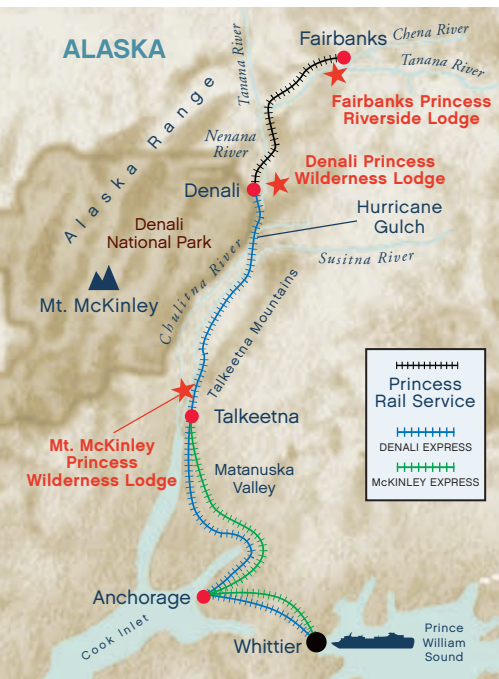 ALASKA
Fairbanks
Chena River
Tanana River
Tanana River
Fairbanks Princess
Riverside Lodge
Alaska Range
Nenana
River
Denali Princess
Wilderness Lodge
Denali
Hurricane
Gulch
Denali
National Park
Susitna River
Chulitna River
Mt. McKinley
Talkeetna Mountains
Princess
Rail Service
DENALI EXPRESS
McKINLEY EXPRESS
Talkeetna
Mt. McKinley
Princess
Wilderness Lodge
Matanuska
Valley
Anchorage
Cook Inlet
Whittier
Prince
William
Sound